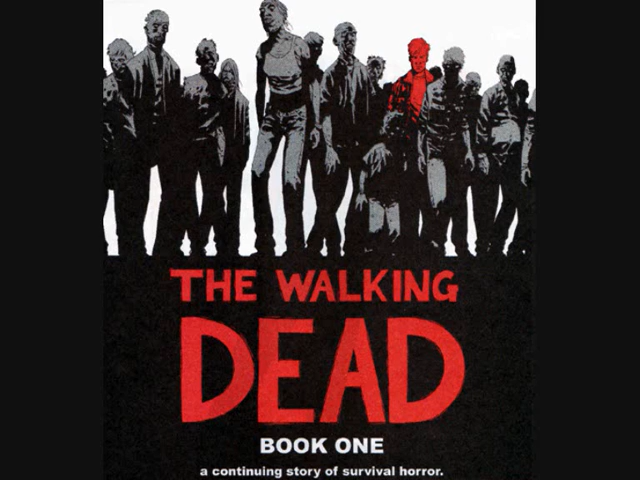 THE WALKING
DEAD
BOOK ONE
a continuing story of survival horror.